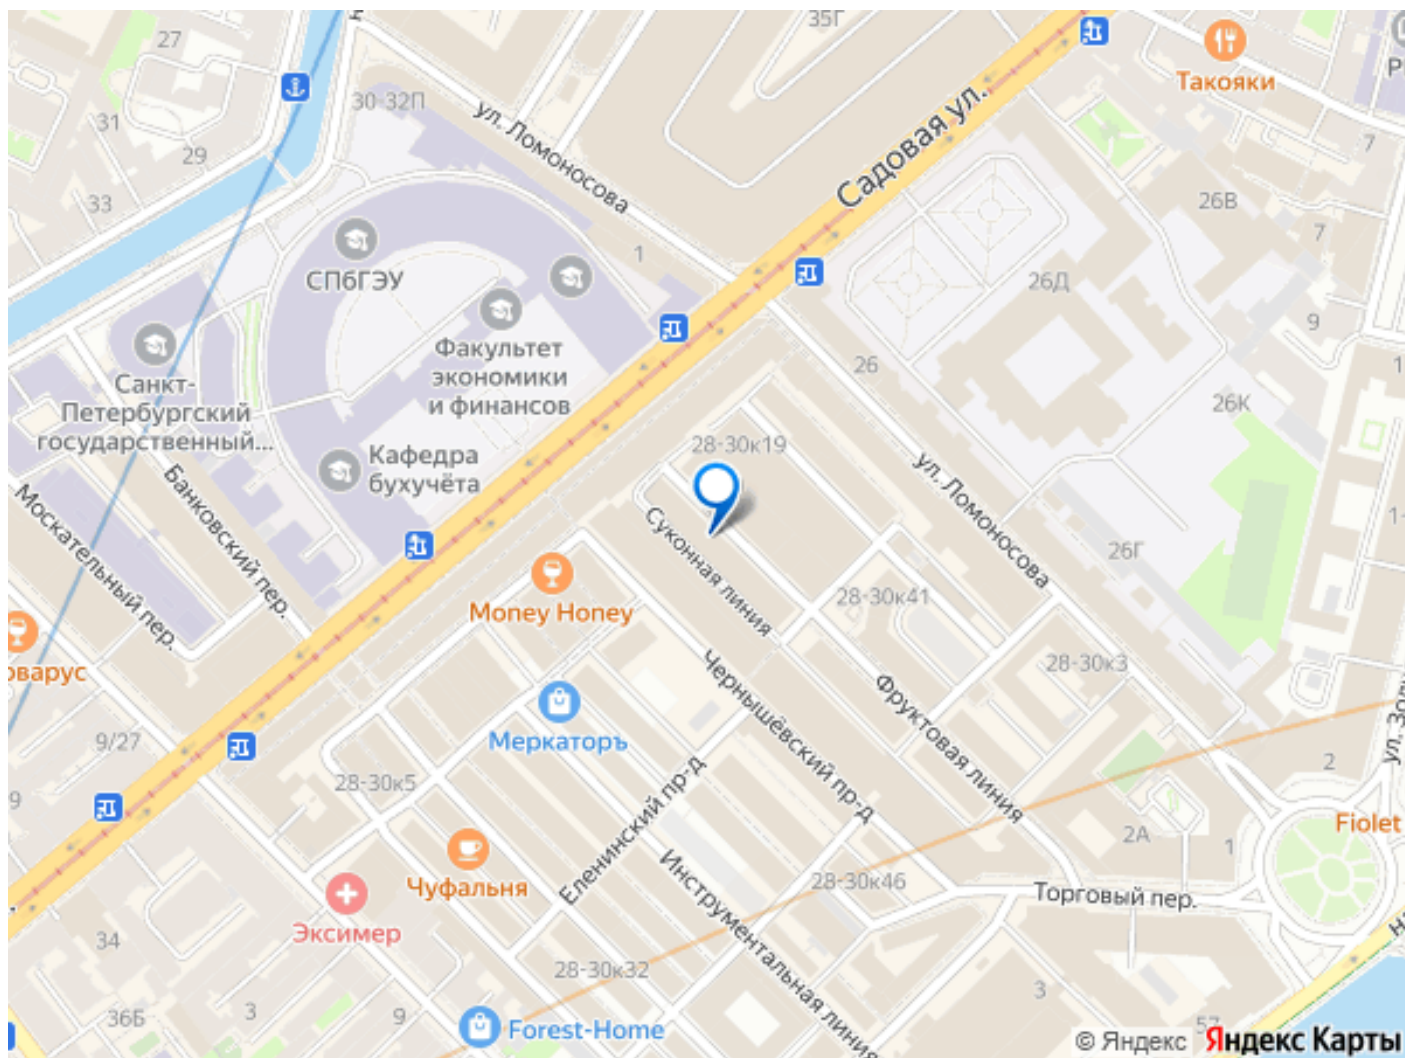 35Г
27
Такояки
30-32П
ул. Ломоносова
Садовая ул.
31
29
7
33
26В
7
СПбГЭУ
1
26Д
9
Факультет
экономики
и финансов
26
1
Санкт-
Петербургский
государственный...
26К
28-30к19
Кафедра
бухучёта
ул. Ломоносова
Банковский пер.
Москательный пер.
Суконная линия
26Г
Money Honey
28-30к41
28-30к3
оварус
Чернышёвский пр-д
Фруктовая линия
9/27
Меркаторъ
2
28-30к5
Еленинский пр-д
9
Fiolet
2А
1
Чуфальня
Инструментальная линия
28-30к46
Торговый пер.
Эксимер
34
28-30к32
3
36Б
3
9
57
Forest-Home
© Яндекс Яндекс Карты